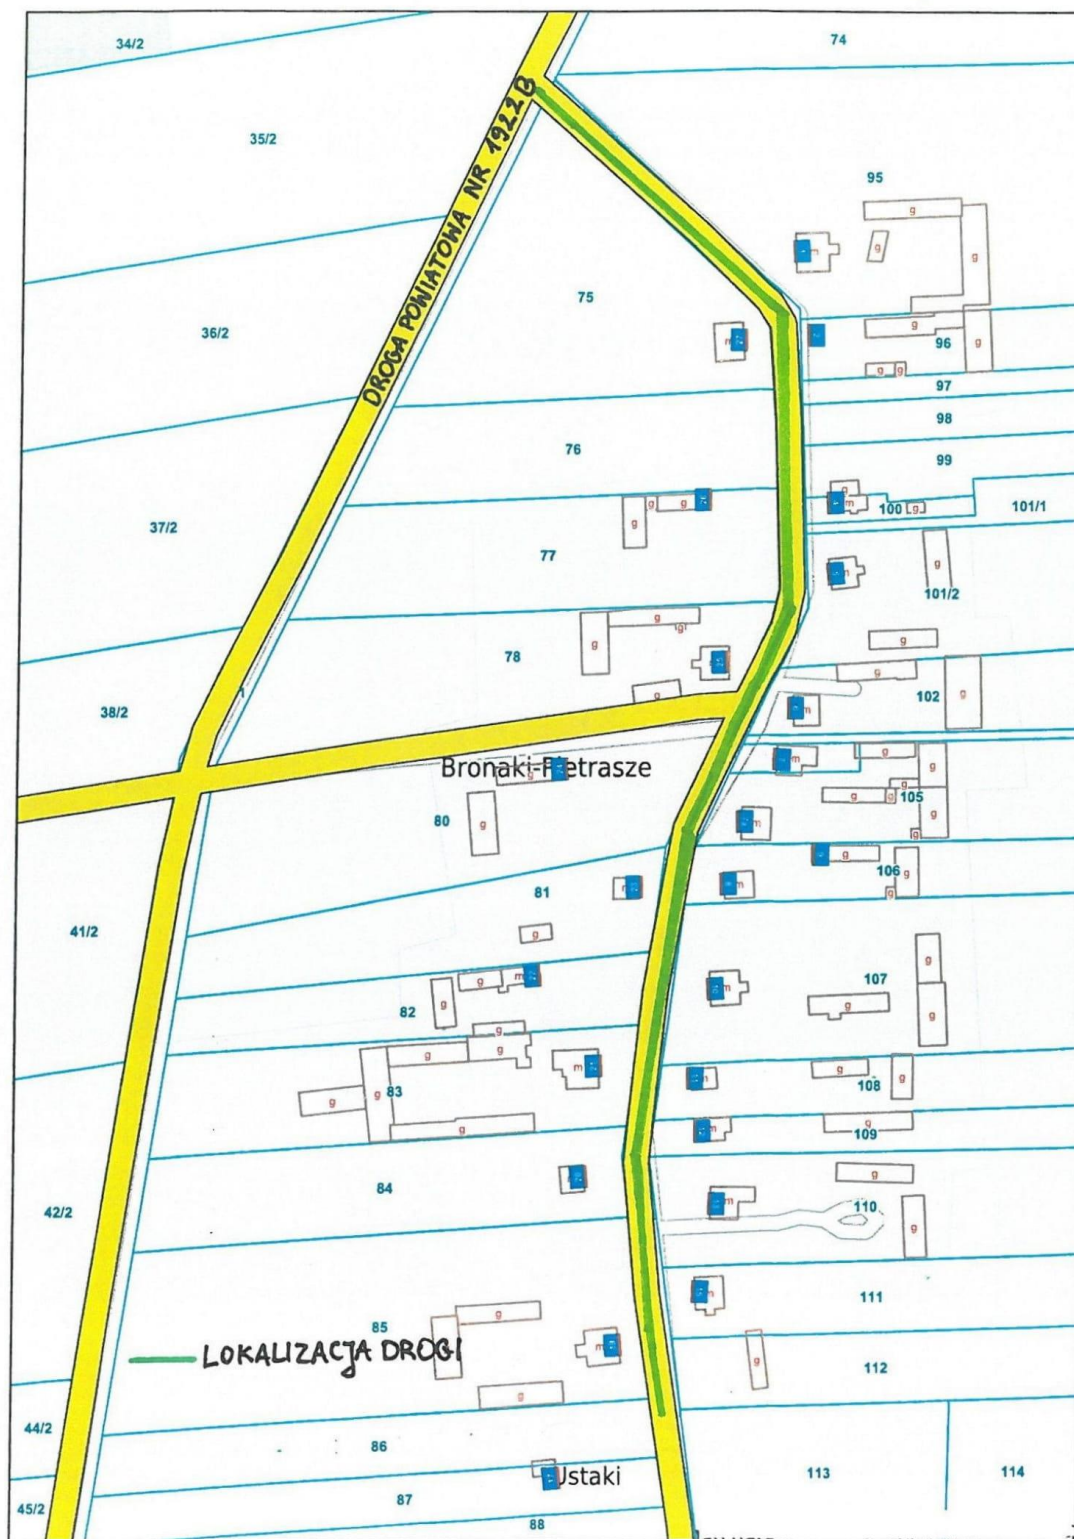 34/2
74
35/2
DROGA POWIATOWA NR 1922B
95
g
g
m
g
g
75
36/2
m
g
96
g
g
g
97
98
76
99
g
g
g
g
m
100
g
101/1
37/2
g
77
m
g
101/2
g
g
g
g
78
m
g
g
g
102
g
m
38/2
Bronaki-Pietrasze
g
m
g
g
g
g
g
105
g
m
g
80
g
g
106
g
m
g
81
m
41/2
g
g
107
m
g
m
g
g
g
82
g
g
g
g
m
g
g
83
g
m
g
108
g
m
g
109
84
g
m
110
g
42/2
m
111
g
85
LOKALIZACJA DROGI
m
g
g
112
44/2
86
Ustaki
113
114
87
45/2
88